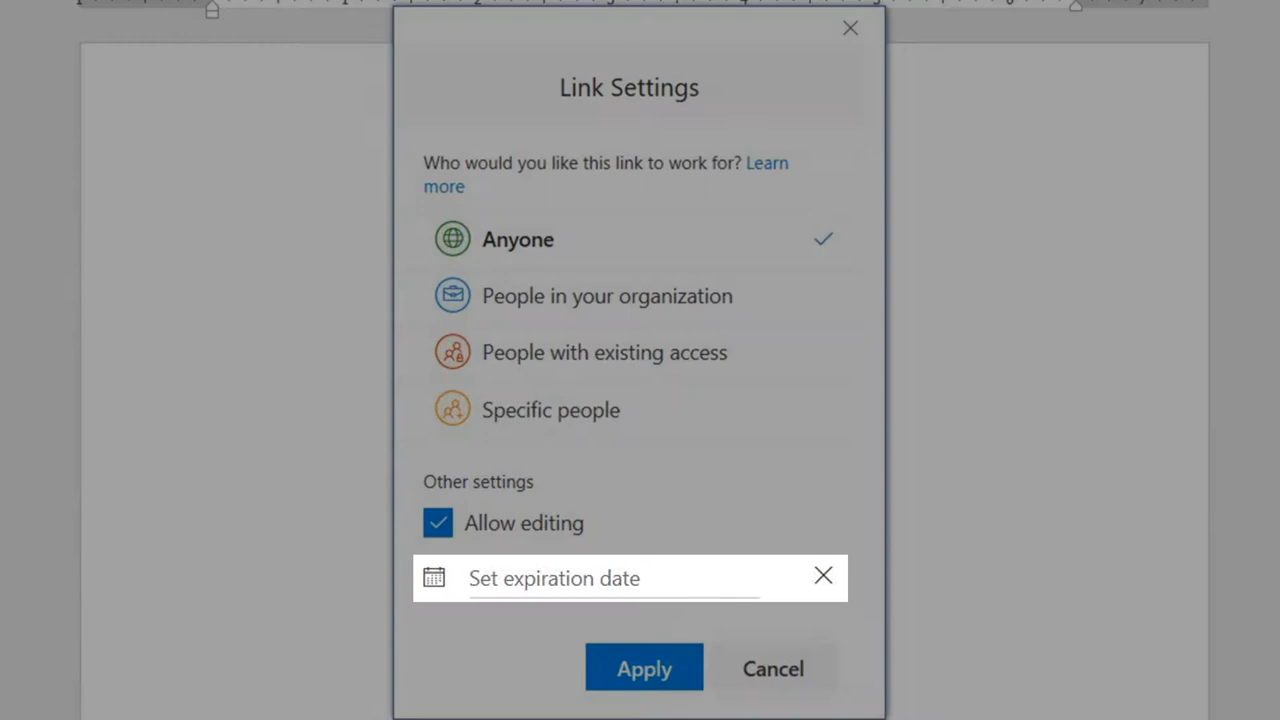 Link Settings
Who would you like this link to work for? Learn
more
Anyone
People in your organization
People with existing access
Specific people
Other settings
Allow editing
Set expiration date
Apply
Cancel